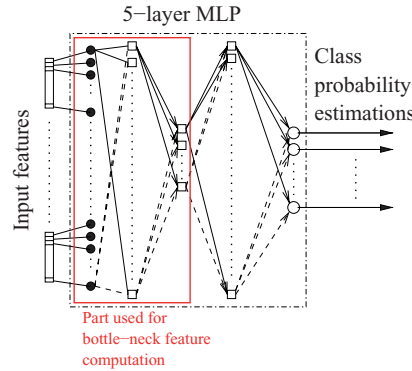 5−layer MLP
Input features
Class
probability
estimations
Part used for
bottle−neck feature
computation